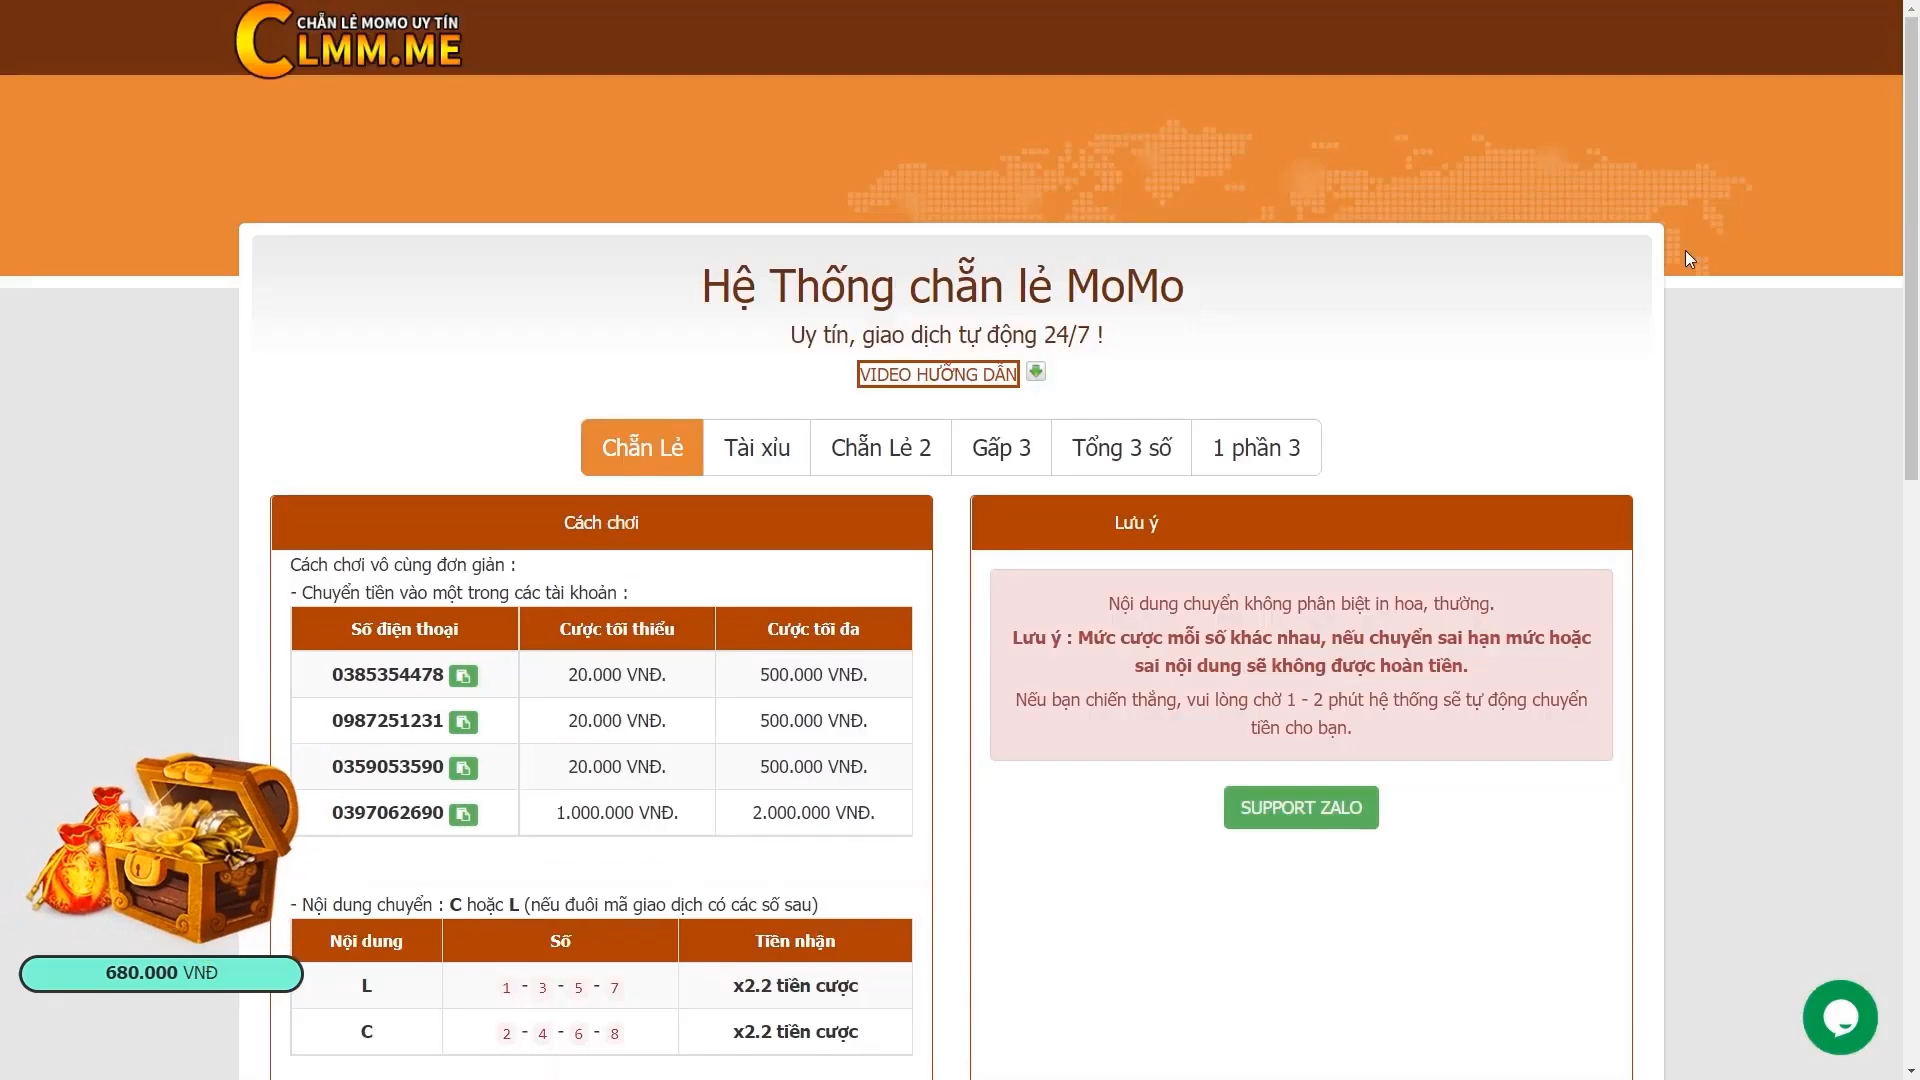 CHẴN LẺ MOMO UY TÍN
CLMM.ME
Hệ Thống chẵn lẻ MoMo
Uy tín, giao dịch tự động 24/7 !
VIDEO HƯỚNG DẪN
Chẵn Lẻ Tài xỉu Chẵn Lẻ 2 Gấp 3 Tổng 3 số 1 phần 3
Cách chơi
Cách chơi vô cùng đơn giản :
- Chuyển tiền vào một trong các tài khoản :
Số điện thoại Cược tối thiểu Cược tối đa
0385354478 20.000 VNĐ. 500.000 VNĐ.
0987251231 20.000 VNĐ. 500.000 VNĐ.
0359053590 20.000 VNĐ. 500.000 VNĐ.
0397062690 1.000.000 VNĐ. 2.000.000 VNĐ.
- Nội dung chuyển : C hoặc L (nếu đuôi mã giao dịch có các số sau)
Nội dung Số Tiền nhận
L 1 - 3 - 5 - 7 x2.2 tiền cược
C 2 - 4 - 6 - 8 x2.2 tiền cược
Lưu ý
Nội dung chuyển không phân biệt in hoa, thường.
Lưu ý : Mức cược mỗi số khác nhau, nếu chuyển sai hạn mức hoặc
sai nội dung sẽ không được hoàn tiền.
Nếu bạn chiến thắng, vui lòng chờ 1 - 2 phút hệ thống sẽ tự động chuyển
tiền cho bạn.
SUPPORT ZALO
680.000 VNĐ